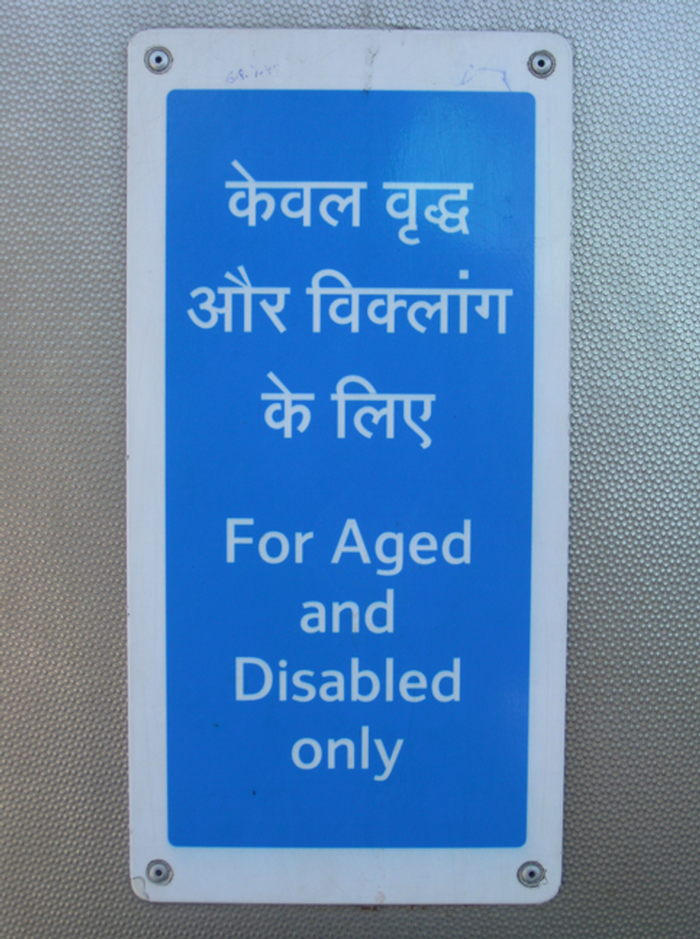 केवल वृद्ध
और विक्लांग
के लिए
For Aged
and
Disabled
only